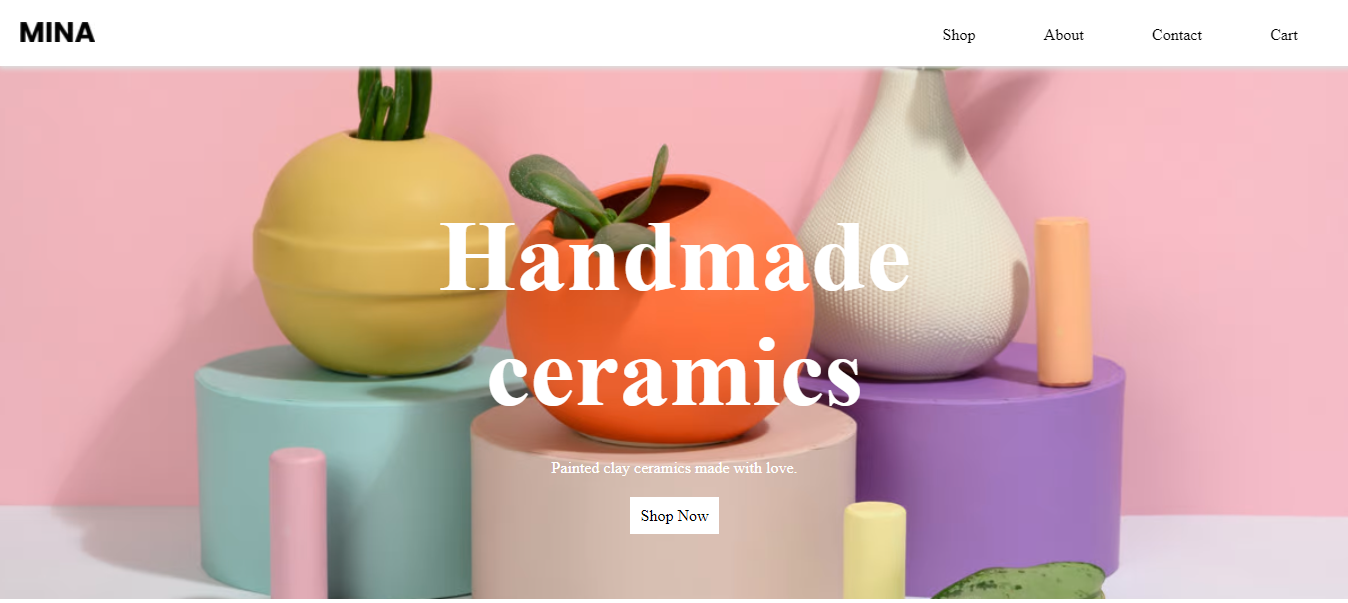 MINA
Shop About Contact Cart
Handmade
ceramics
Painted clay ceramics made with love.
Shop Now